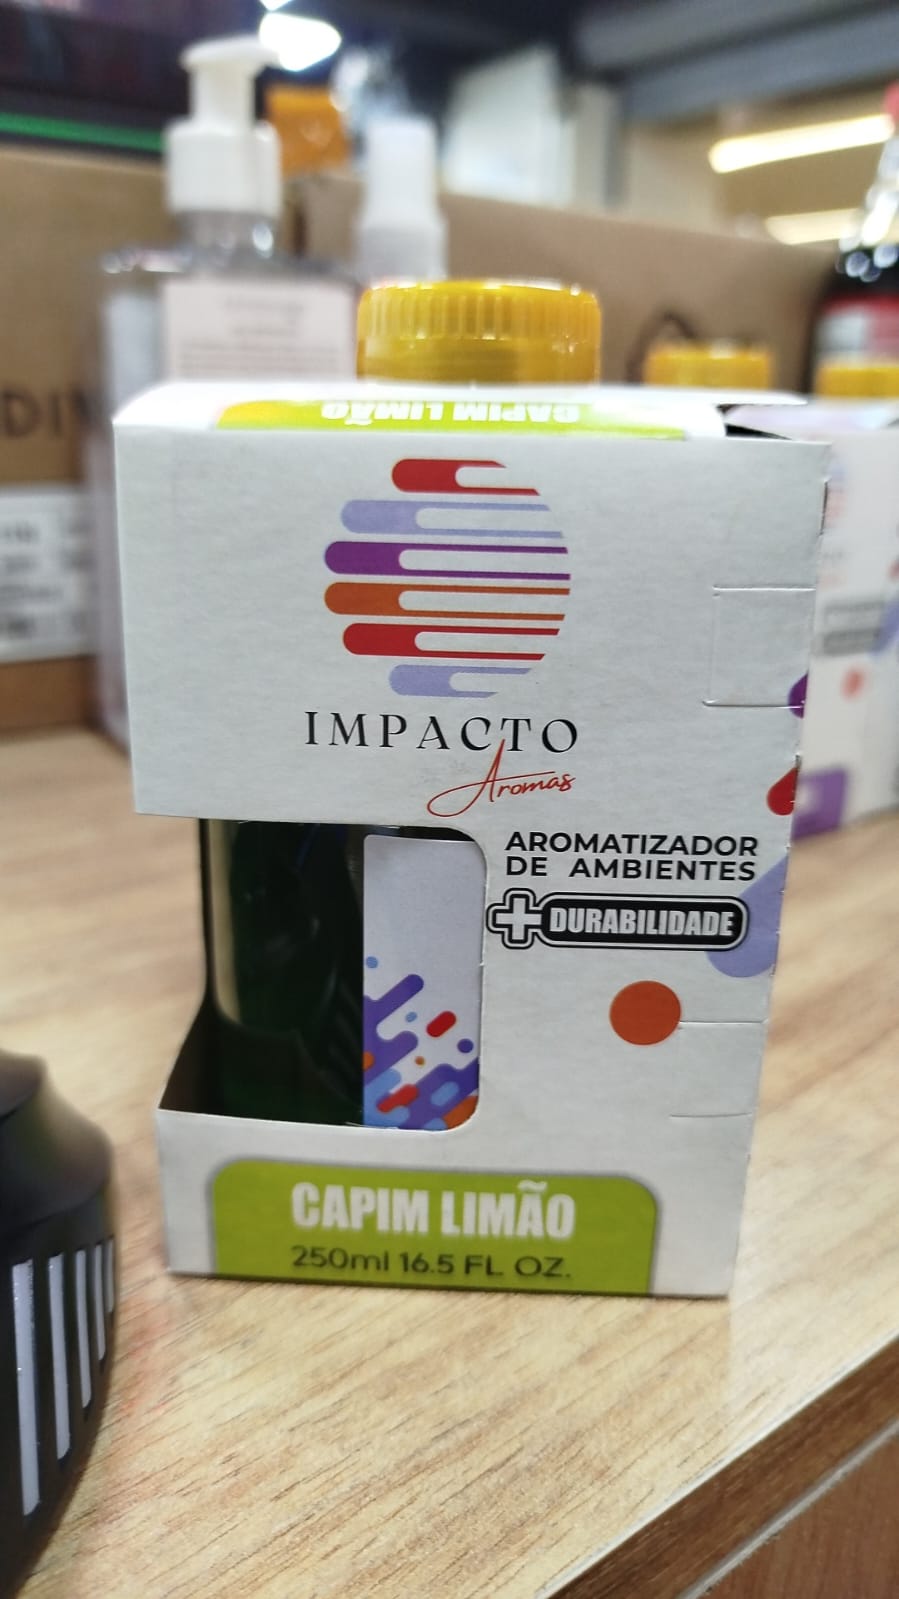 CAPIM LIMÃO
IMPACTO
Aromas
AROMATIZADOR
DE AMBIENTES
+ DURABILIDADE
CAPIM LIMÃO
250ml 16.5 FL OZ.